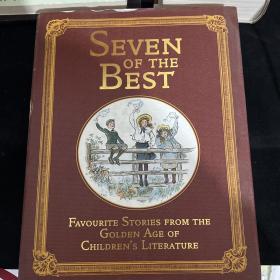 SEVEN
OF THE
BEST
FAVOURITE STORIES FROM THE
GOLDEN AGE OF
CHILDREN'S LITERATURE